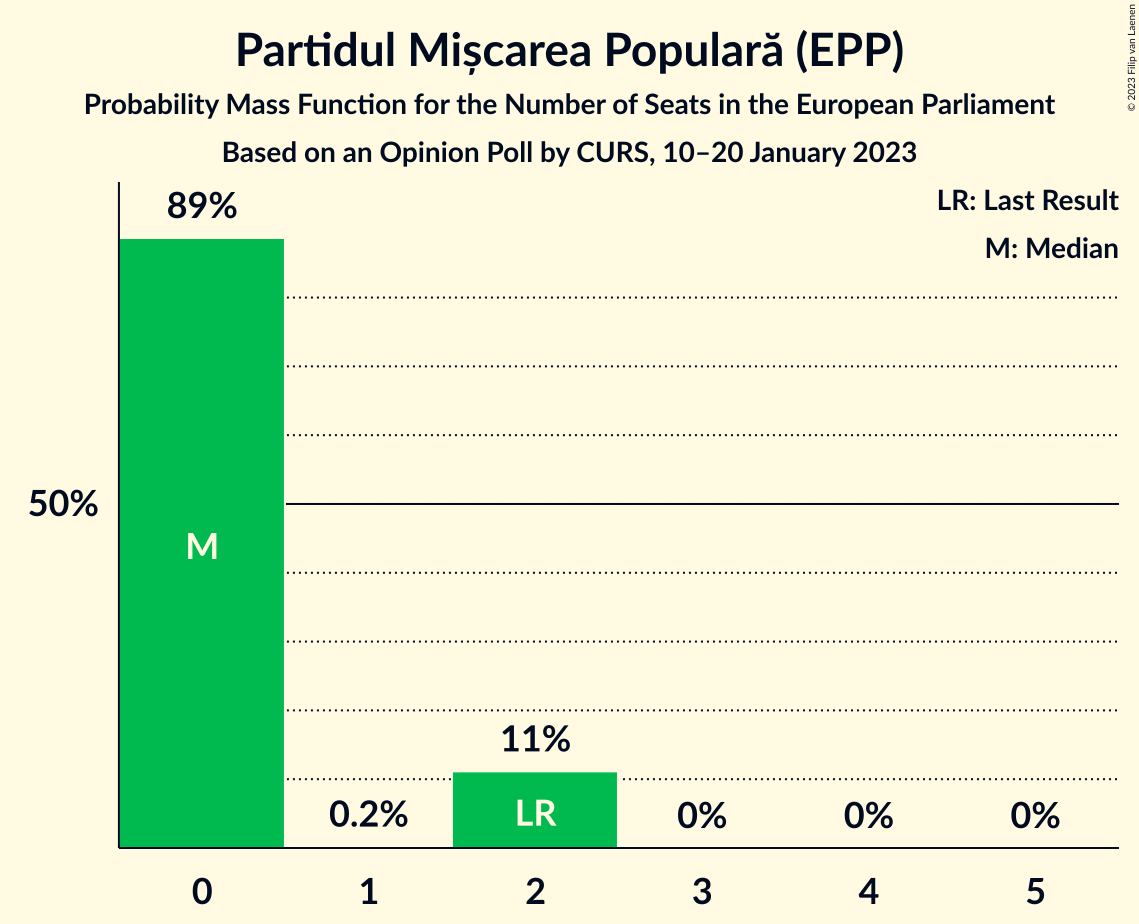 Partidul Mișcarea Populară (EPP)
Probability Mass Function for the Number of Seats in the European Parliament
Based on an Opinion Poll by CURS, 10–20 January 2023
© 2023 Filip van Laenen
LR: Last Result
M: Median
89%
50%
M
11%
0.2%
LR
0%
0%
0%
0 1 2 3 4 5